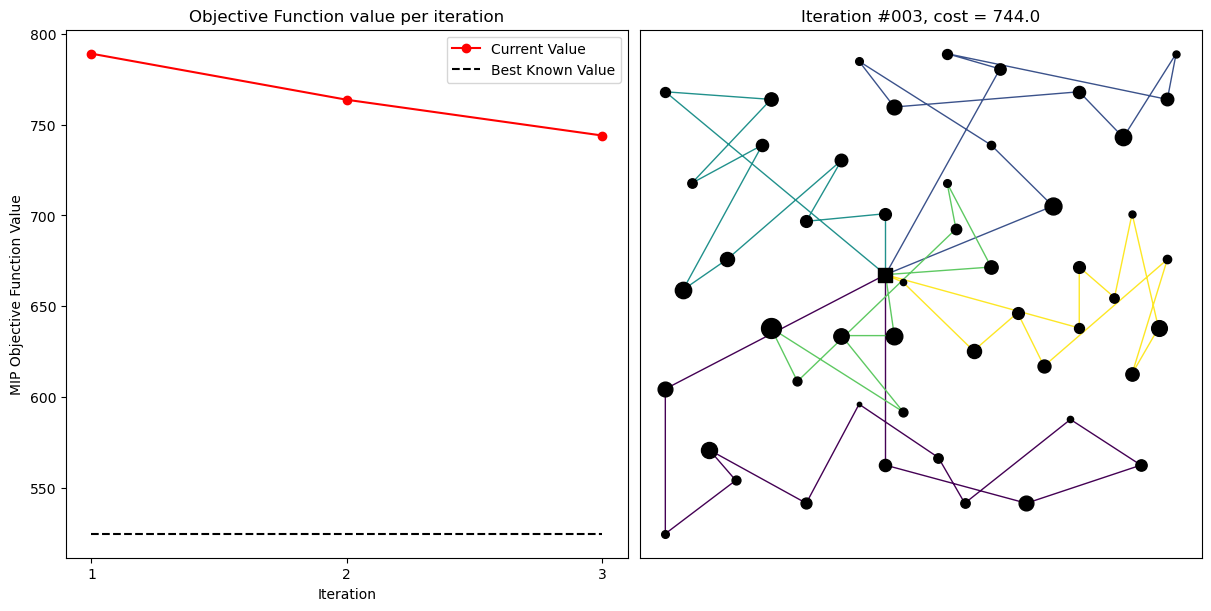 Objective Function value per iteration
Iteration #003, cost = 744.0
Current Value
Best Known Value
MIP Objective Function Value
800
750
700
650
600
550
1
2
3
Iteration